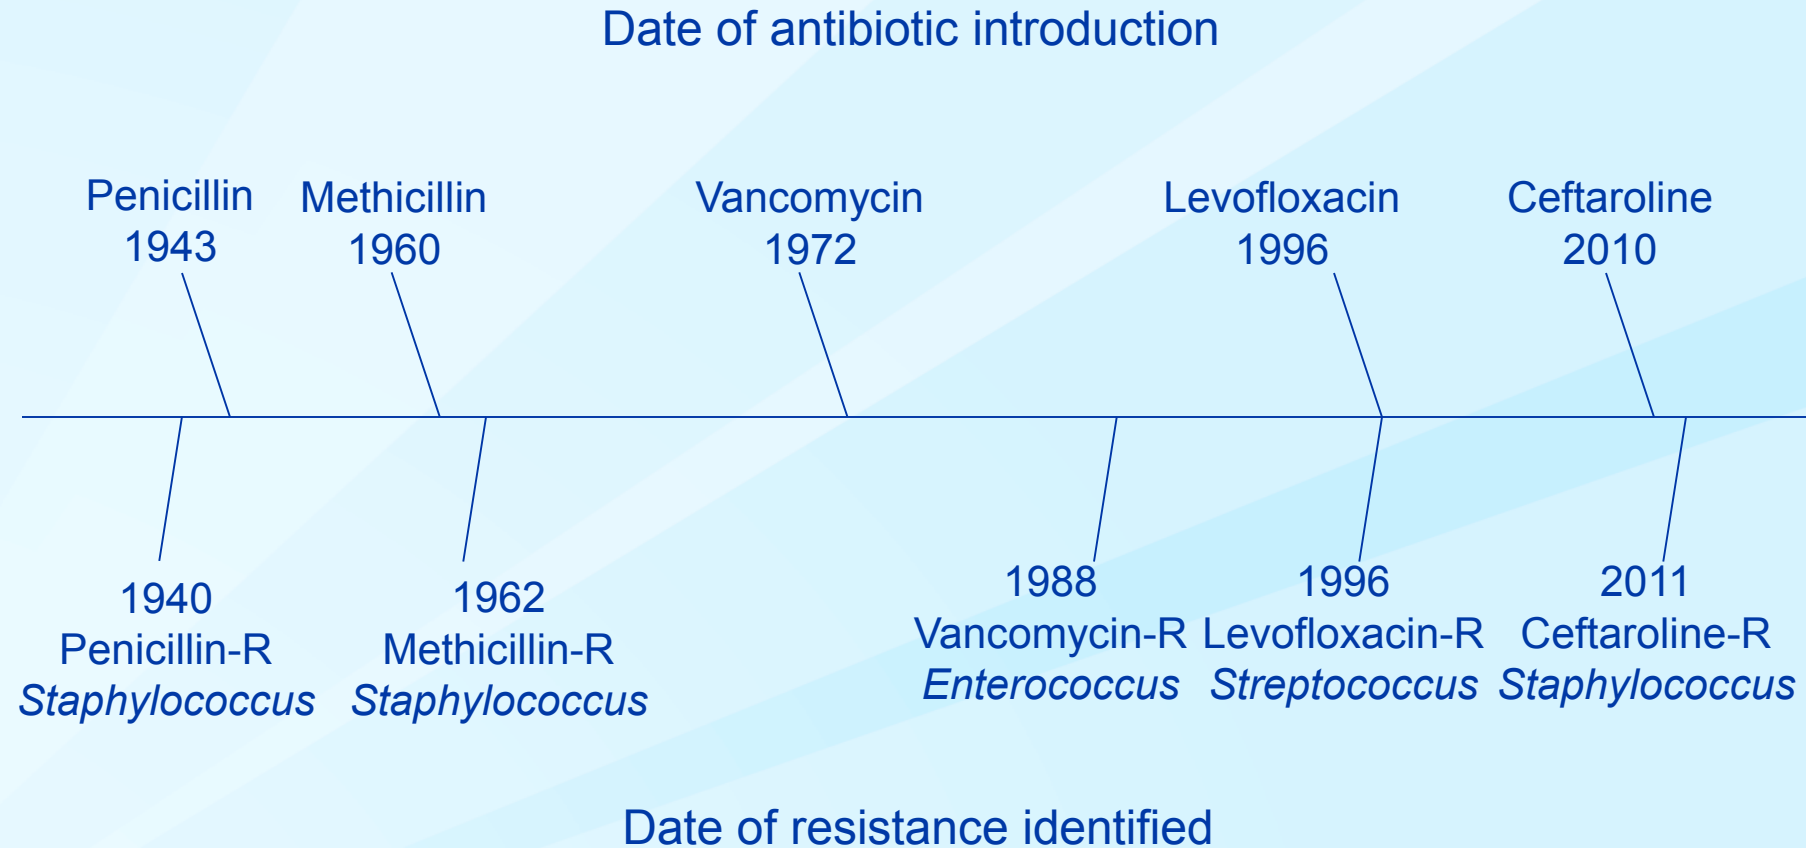 Date of antibiotic introduction
Penicillin
1943
Methicillin
1960
Vancomycin
1972
Levofloxacin
1996
Ceftaroline
2010
1940
Penicillin-R
Staphylococcus
1962
Methicillin-R
Staphylococcus
1988
Vancomycin-R
Enterococcus
1996
Levofloxacin-R
Streptococcus
2011
Ceftaroline-R
Staphylococcus
Date of resistance identified